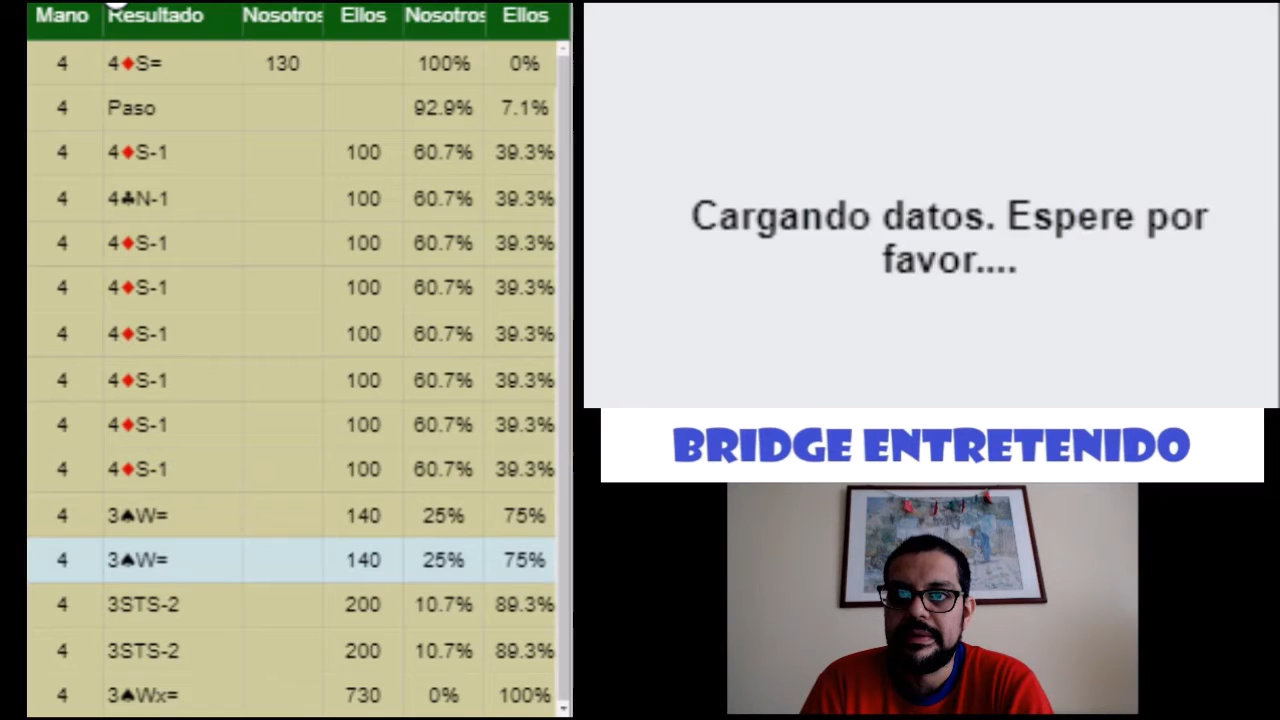 Mano Resultado Nosotros Ellos Nosotros Ellos
4 4♦S= 130 100% 0%
4 Paso 92.9% 7.1%
4 4♦S-1 100 60.7% 39.3%
4 4♣N-1 100 60.7% 39.3%
4 4♦S-1 100 60.7% 39.3%
4 4♦S-1 100 60.7% 39.3%
4 4♦S-1 100 60.7% 39.3%
4 4♦S-1 100 60.7% 39.3%
4 4♦S-1 100 60.7% 39.3%
4 4♦S-1 100 60.7% 39.3%
4 3♠W= 140 25% 75%
4 3♠W= 140 25% 75%
4 3STS-2 200 10.7% 89.3%
4 3STS-2 200 10.7% 89.3%
4 3♠Wx= 730 0% 100%
Cargando datos. Espere por
favor....
BRIDGE ENTRETENIDO